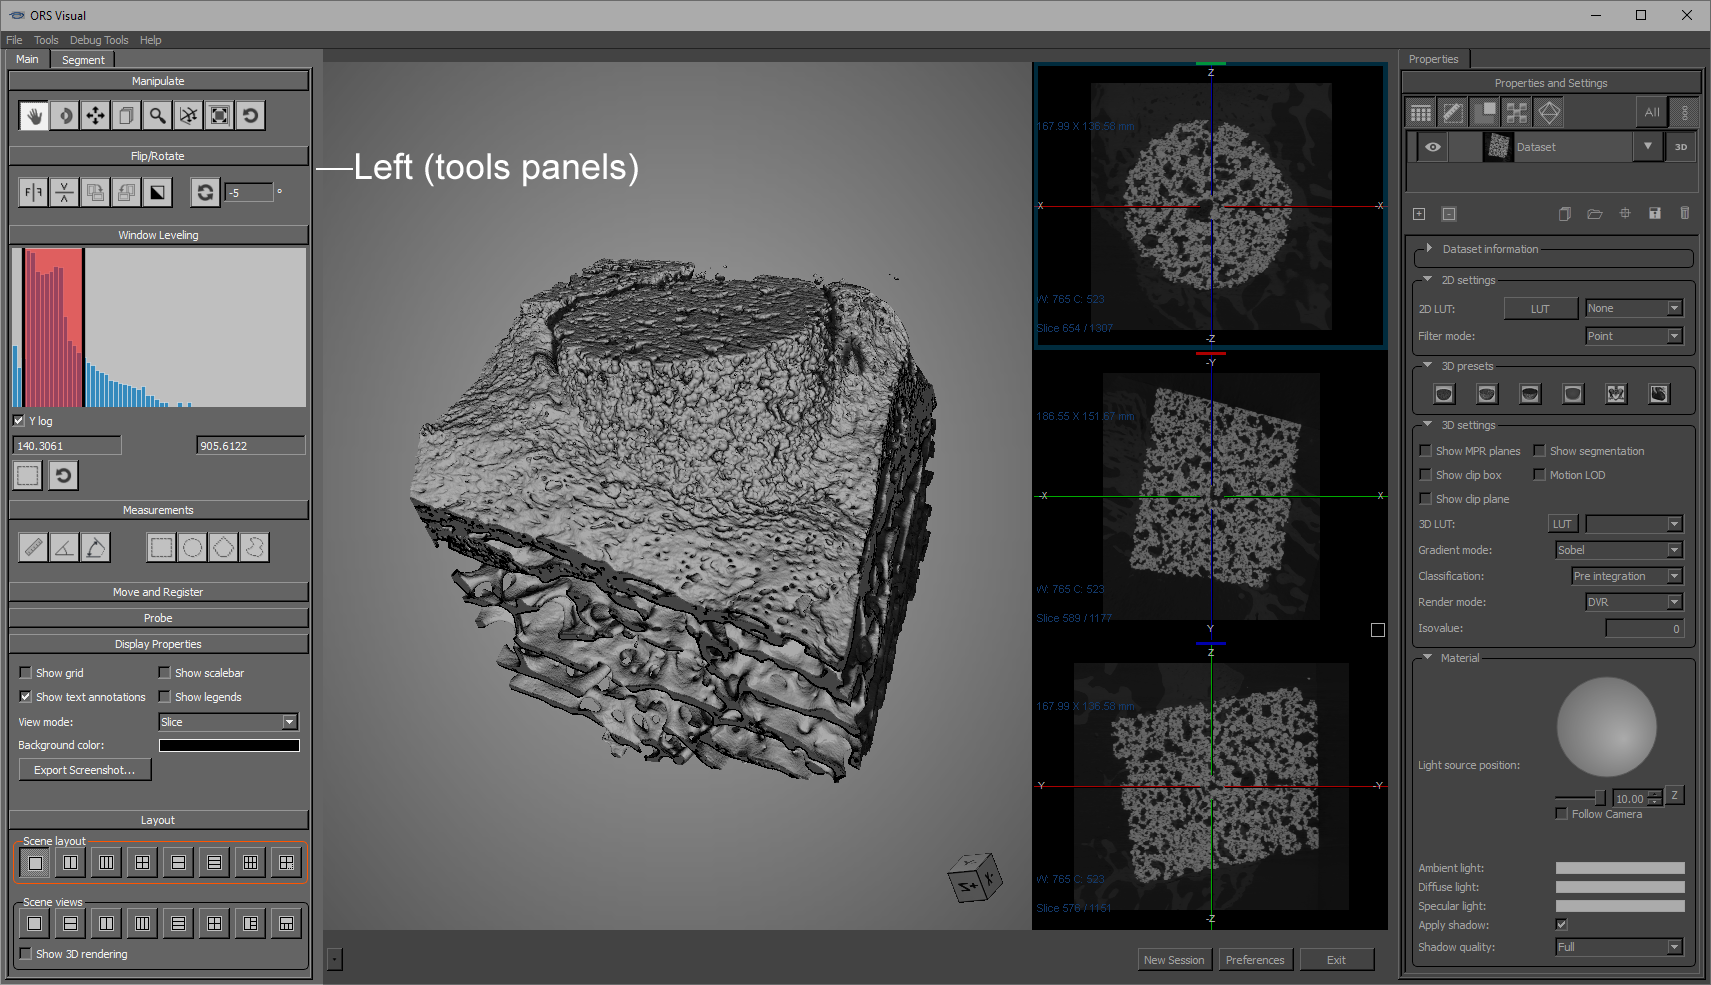 ORS Visual
File Tools Debug Tools Help
Main Segment
Manipulate
Flip/Rotate
-5 °
Window Leveling
Y log
140.3061 905.6122
Measurements
Move and Register
Probe
Display Properties
Show grid Show scalebar
Show text annotations Show legends
View mode: Slice
Background color:
Export Screenshot...
Layout
Scene layout
Scene views
Show 3D rendering
Left (tools panels)
Z
167.99 X 136.58 mm
X -X
W: 765 C: 523
Slice 654 / 1307
-Z
-Y
186.55 X 151.67 mm
-X X
W: 765 C: 523
Slice 589 / 1177
Y
Z
167.99 X 136.58 mm
Y -Y
W: 765 C: 523
Slice 576 / 1151
-Z
New Session Preferences Exit
Properties
Properties and Settings
All
Dataset 3D
Dataset information
2D settings
2D LUT: LUT None
Filter mode: Point
3D presets
3D settings
Show MPR planes Show segmentation
Show clip box Motion LOD
Show clip plane
3D LUT: LUT
Gradient mode: Sobel
Classification: Pre integration
Render mode: DVR
Isovalue: 0
Material
Light source position:
10.00 Z
Follow Camera
Ambient light:
Diffuse light:
Specular light:
Apply shadow:
Shadow quality: Full